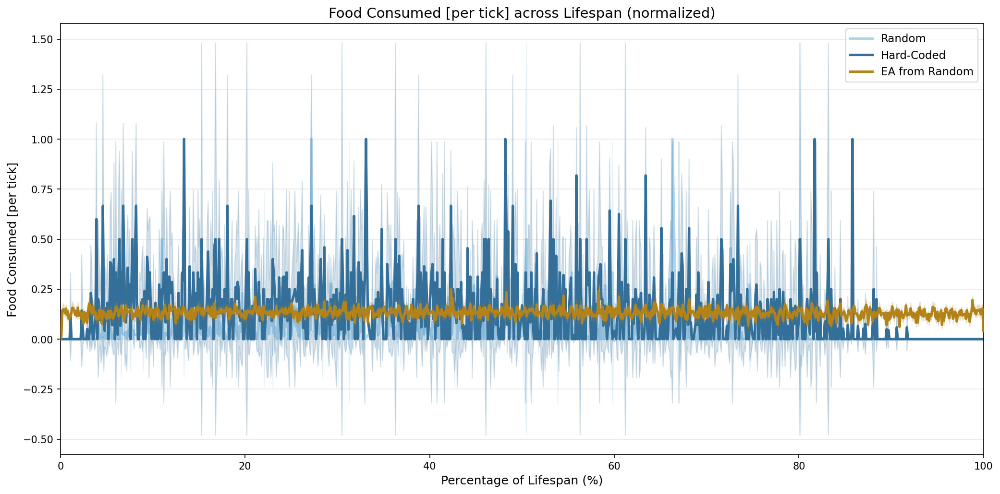 Food Consumed [per tick] across Lifespan (normalized)
Random
Hard-Coded
EA from Random
Food Consumed [per tick]
1.50
1.25
1.00
0.75
0.50
0.25
0.00
−0.25
−0.50
0 20 40 60 80 100
Percentage of Lifespan (%)